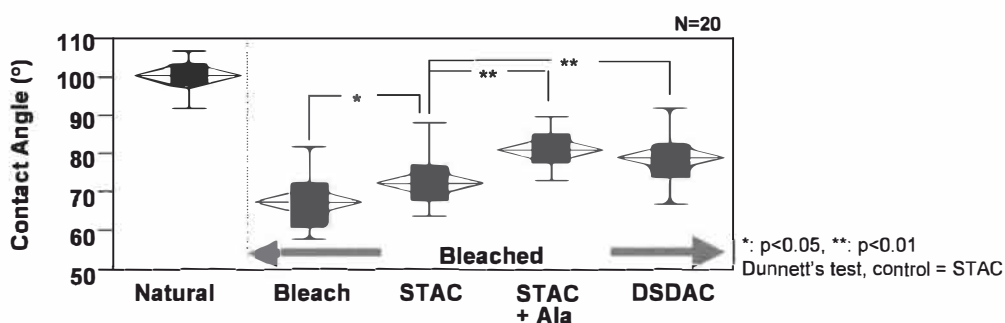 N=20
Contact Angle (º)
110
100
90
80
70
60
50
*
**
**
Bleached
Natural
Bleach
STAC
STAC
+ Ala
DSDAC
*: p<0.05, **: p<0.01
Dunnett's test, control = STAC